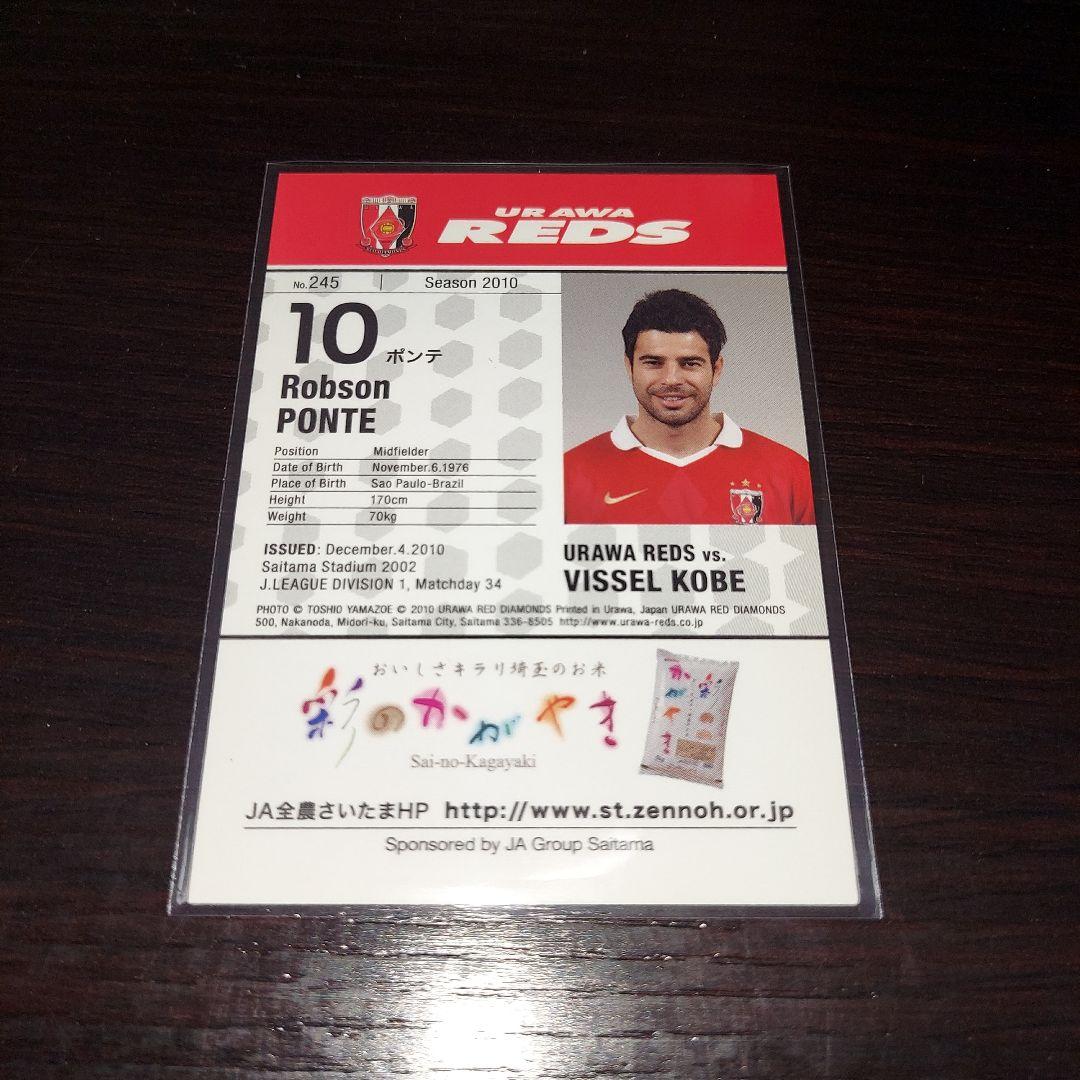 URAWA
REDS
No.245 Season 2010
10 ポンテ
Robson
PONTE
Position Midfielder
Date of Birth November.6.1976
Place of Birth Sao Paulo-Brazil
Height 170cm
Weight 70kg
ISSUED: December.4.2010
Saitama Stadium 2002
J.LEAGUE DIVISION 1, Matchday 34
URAWA REDS vs.
VISSEL KOBE
PHOTO © TOSHIO YAMAZOE © 2010 URAWA RED DIAMONDS Printed in Urawa, Japan URAWA RED DIAMONDS
500, Nakanoda, Midori-ku, Saitama City, Saitama 336-8505 http://www.urawa-reds.co.jp
おいしさキラリ埼玉のお米
彩のかがやき
Sai-no-Kagayaki
彩
かがやき
JA全農さいたまHP http://www.st.zennoh.or.jp
Sponsored by JA Group Saitama